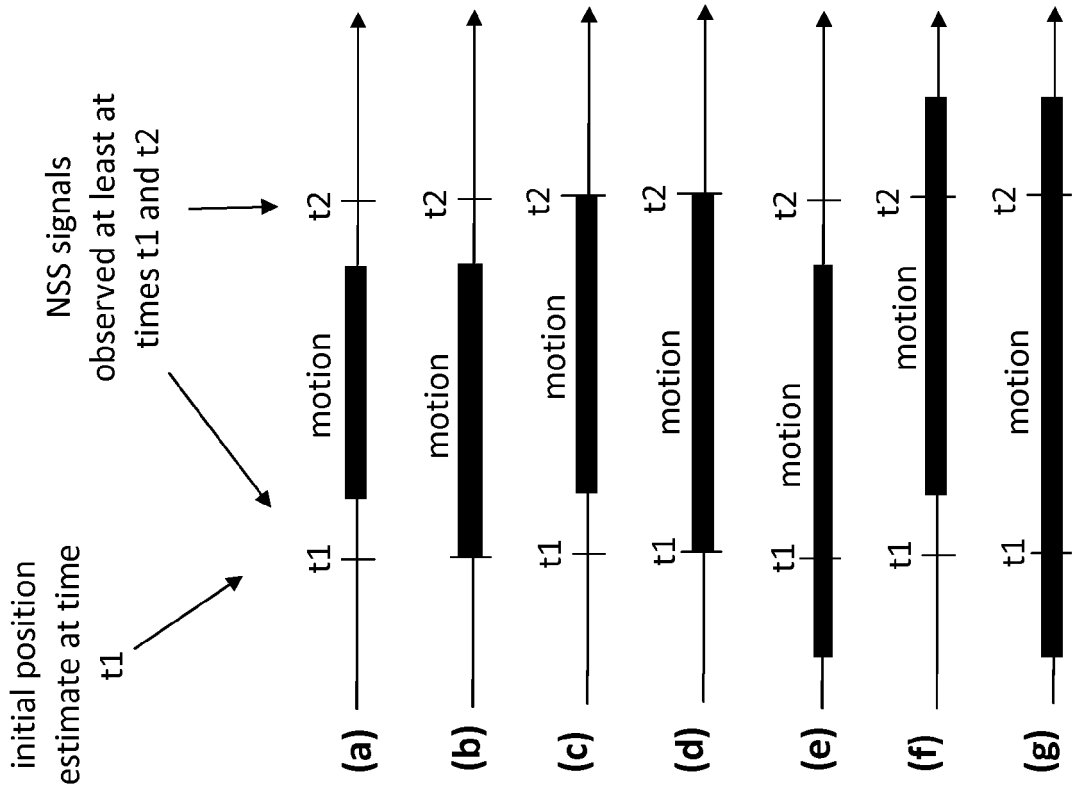 initial position
estimate at time
t1
NSS signals
observed at least at
times t1 and t2
(a) t1 motion t2
(b) motion t2
(c) t1 motion t2
(d) t1 motion t2
(e) t1 motion t2
(f) t1 motion t2
(g) t1 motion t2